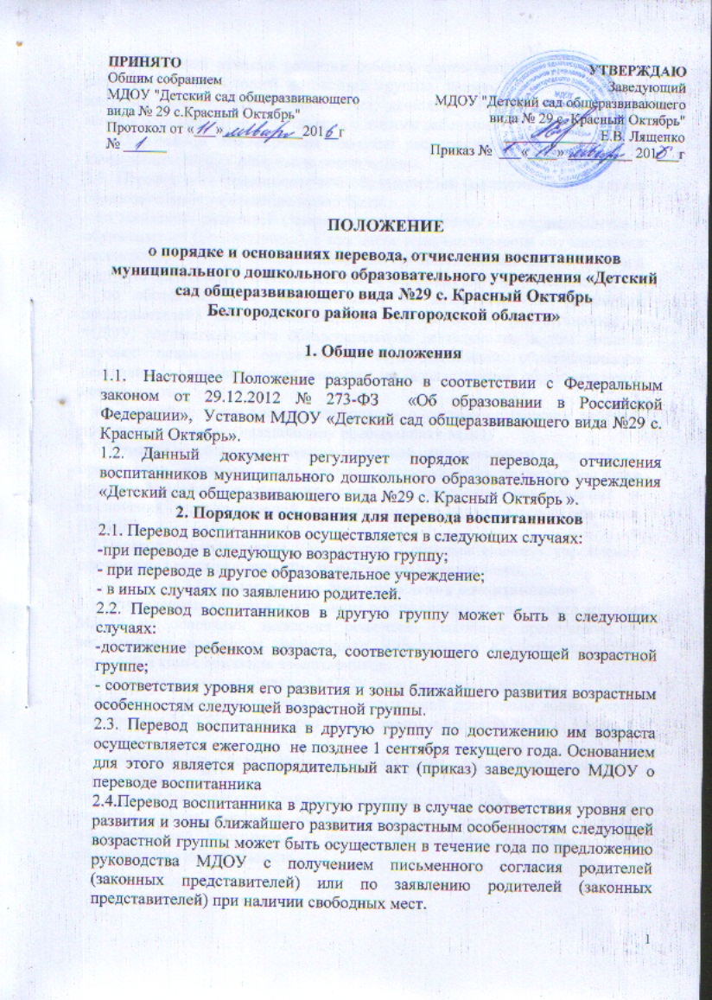 ПРИНЯТО
Общим собранием
МДОУ "Детский сад общеразвивающего
вида № 29 с.Красный Октябрь"
Протокол от « 11 » января 2016 г
№ 1
УТВЕРЖДАЮ
Заведующий
МДОУ "Детский сад общеразвивающего
вида № 29 с. Красный Октябрь"
Е.В. Лященко
Приказ № « » 201 г
ПОЛОЖЕНИЕ
о порядке и основаниях перевода, отчисления воспитанников
муниципального дошкольного образовательного учреждения «Детский
сад общеразвивающего вида №29 с. Красный Октябрь
Белгородского района Белгородской области»
1. Общие положения
1.1. Настоящее Положение разработано в соответствии с Федеральным
законом от 29.12.2012 № 273-ФЗ «Об образовании в Российской
Федерации», Уставом МДОУ «Детский сад общеразвивающего вида №29 с.
Красный Октябрь».
1.2. Данный документ регулирует порядок перевода, отчисления
воспитанников муниципального дошкольного образовательного учреждения
«Детский сад общеразвивающего вида №29 с. Красный Октябрь ».
2. Порядок и основания для перевода воспитанников
2.1. Перевод воспитанников осуществляется в следующих случаях:
-при переводе в следующую возрастную группу;
- при переводе в другое образовательное учреждение;
- в иных случаях по заявлению родителей.
2.2. Перевод воспитанников в другую группу может быть в следующих
случаях:
-достижение ребенком возраста, соответствующего следующей возрастной
группе;
- соответствия уровня его развития и зоны ближайшего развития возрастным
особенностям следующей возрастной группы.
2.3. Перевод воспитанника в другую группу по достижению им возраста
осуществляется ежегодно не позднее 1 сентября текущего года. Основанием
для этого является распорядительный акт (приказ) заведующего МДОУ о
переводе воспитанника
2.4.Перевод воспитанника в другую группу в случае соответствия уровня его
развития и зоны ближайшего развития возрастным особенностям следующей
возрастной группы может быть осуществлен в течение года по предложению
руководства МДОУ с получением письменного согласия родителей
(законных представителей) или по заявлению родителей (законных
представителей) при наличии свободных мест.
1